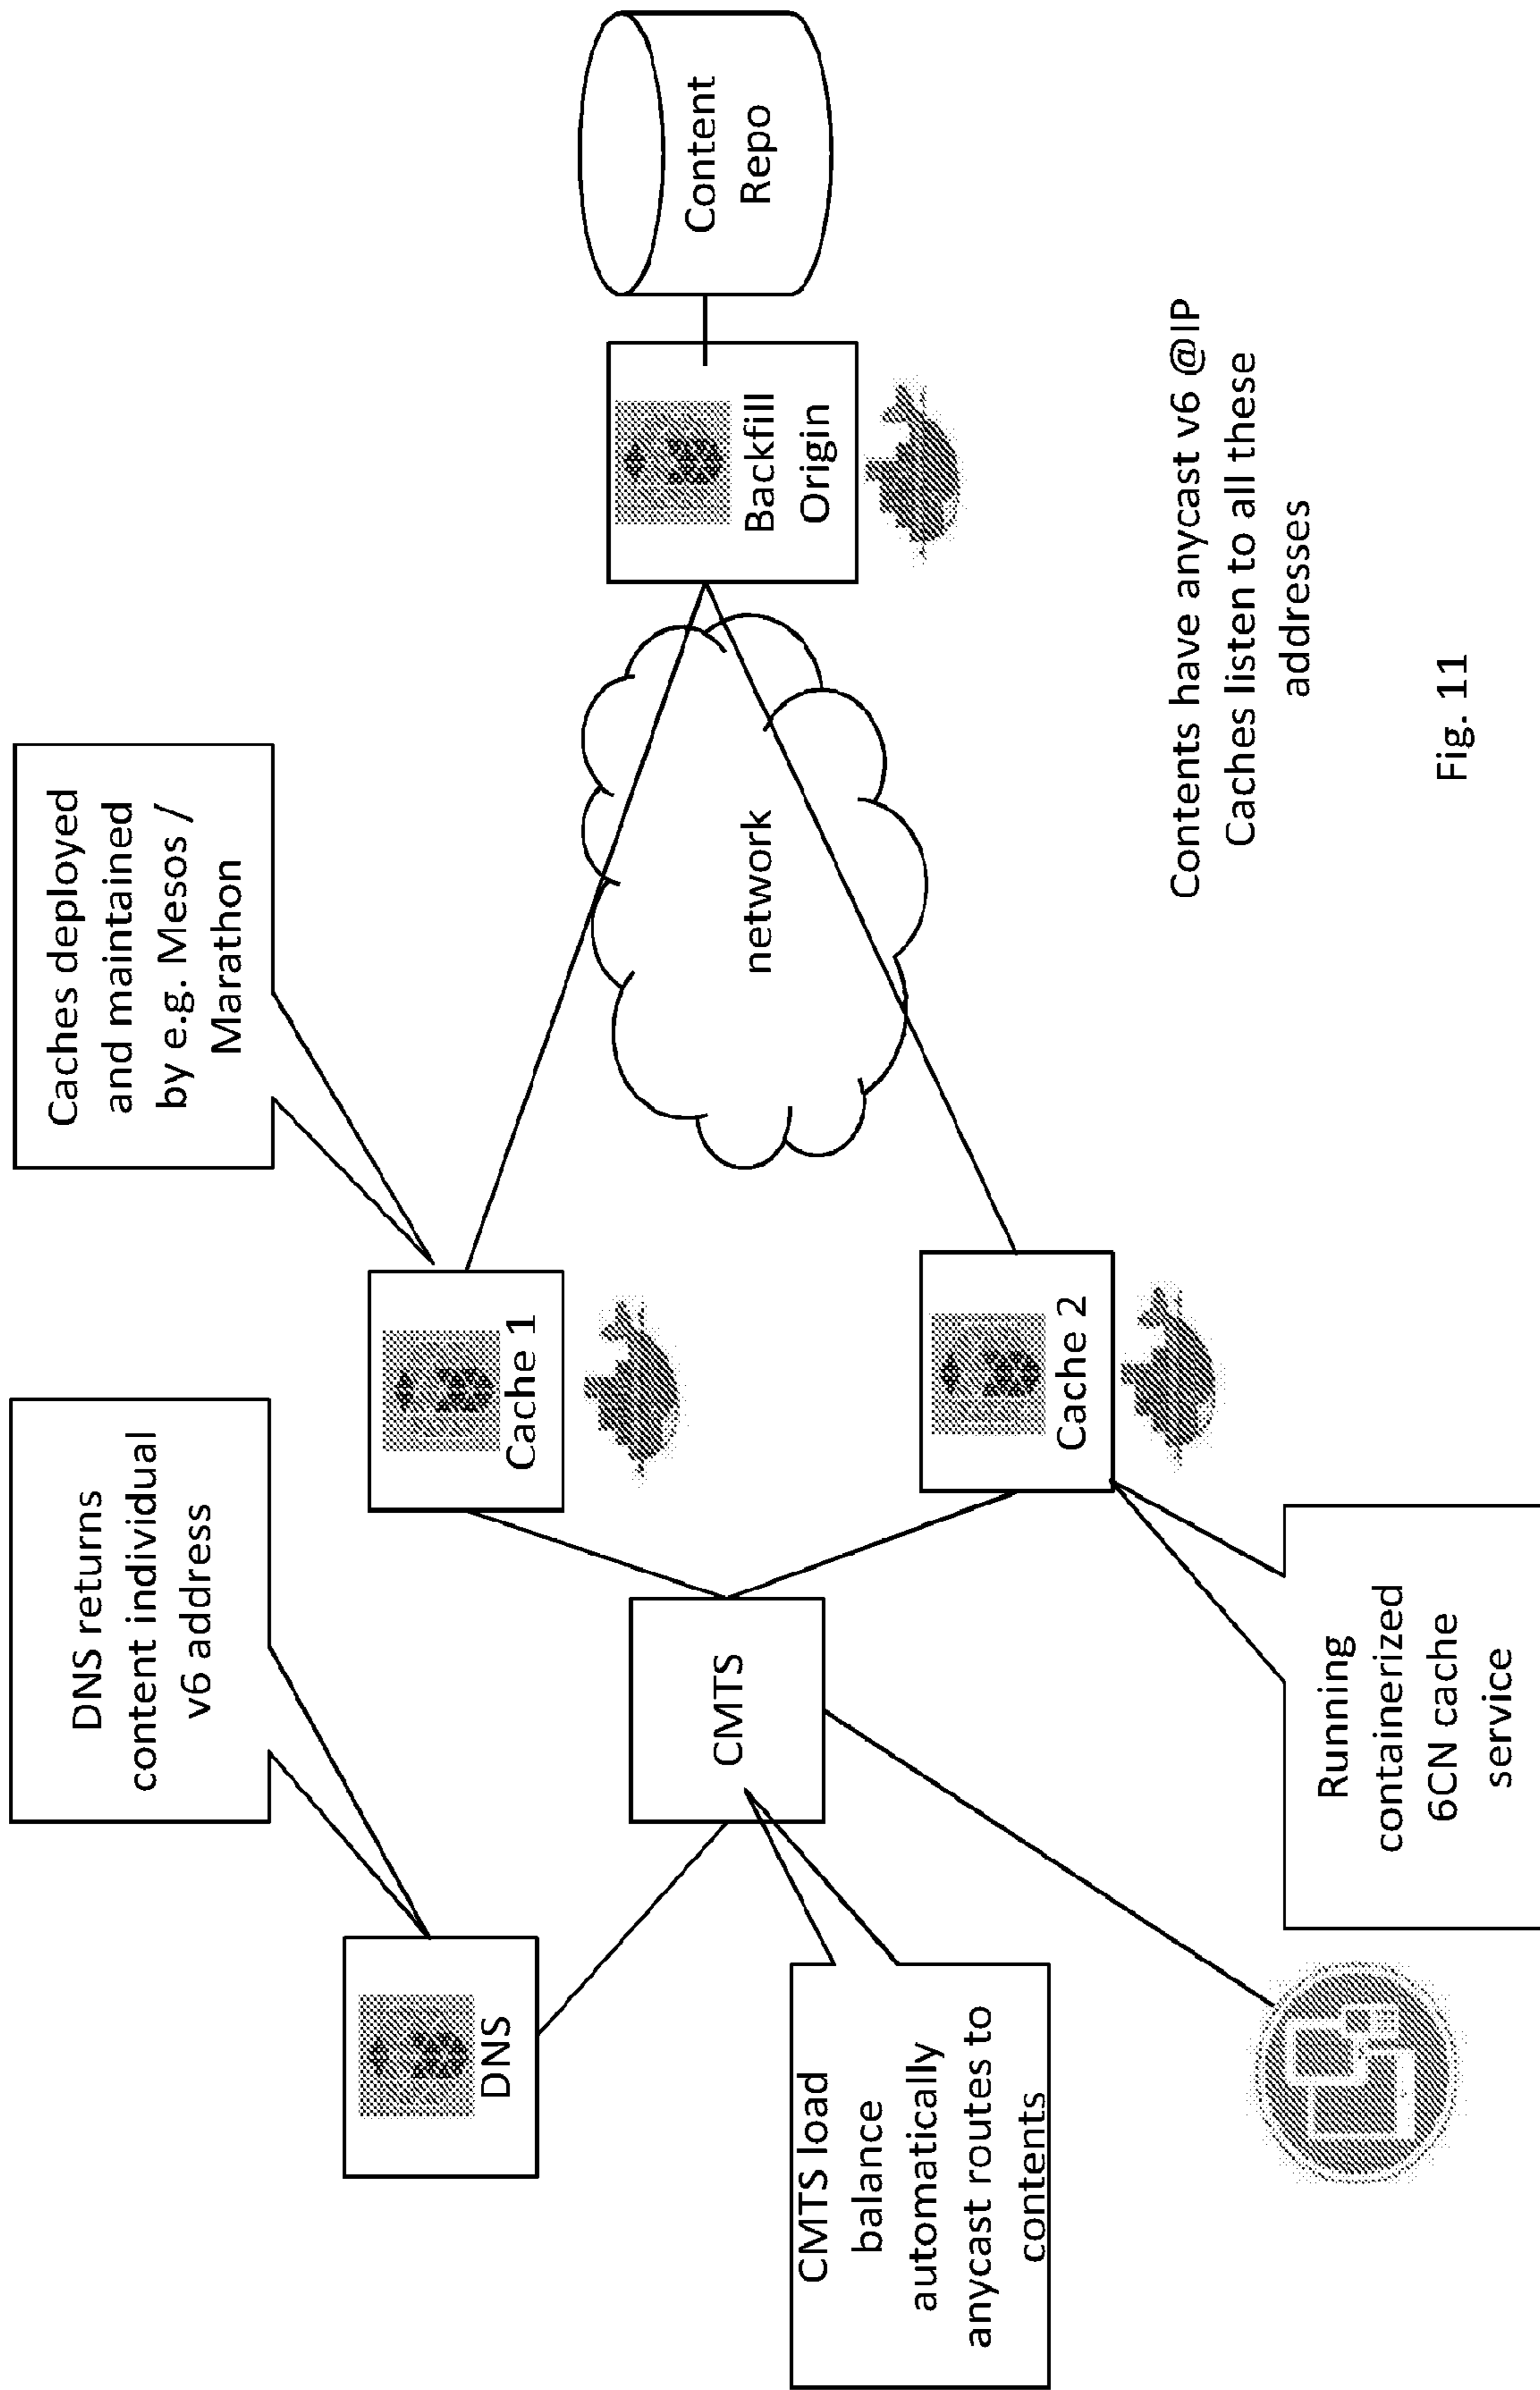 DNS returns
content individual
v6 address
Caches deployed
and maintained
by e.g. Mesos /
Marathon
DNS
Cache 1
CMTS
network
Backfill
Origin
Content
Repo
CMTS load
balance
automatically
anycast routes to
contents
Cache 2
Running
containerized
6CN cache
service
Contents have anycast v6 @IP
Caches listen to all these
addresses
Fig. 11